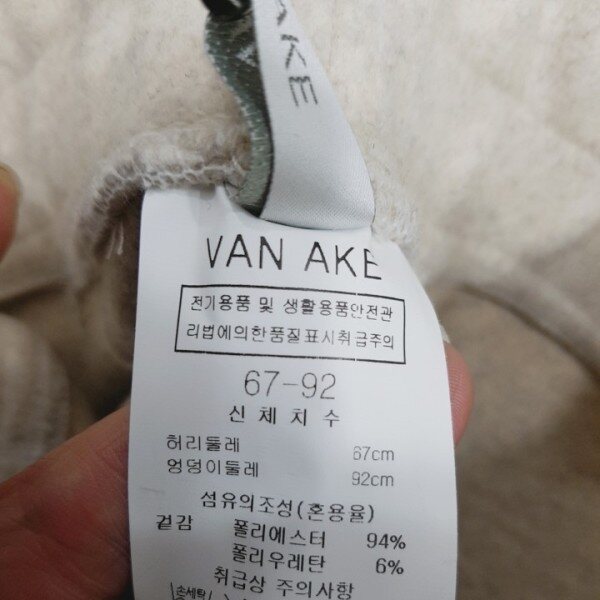 AKE
VAN AKE
전기용품 및 생활용품안전관
리법에의한품질표시취급주의
67-92
신체치수
허리둘레 67cm
엉덩이둘레 92cm
섬유의조성(혼용율)
겉감 폴리에스터 94%
폴리우레탄 6%
취급상 주의사항
손세탁